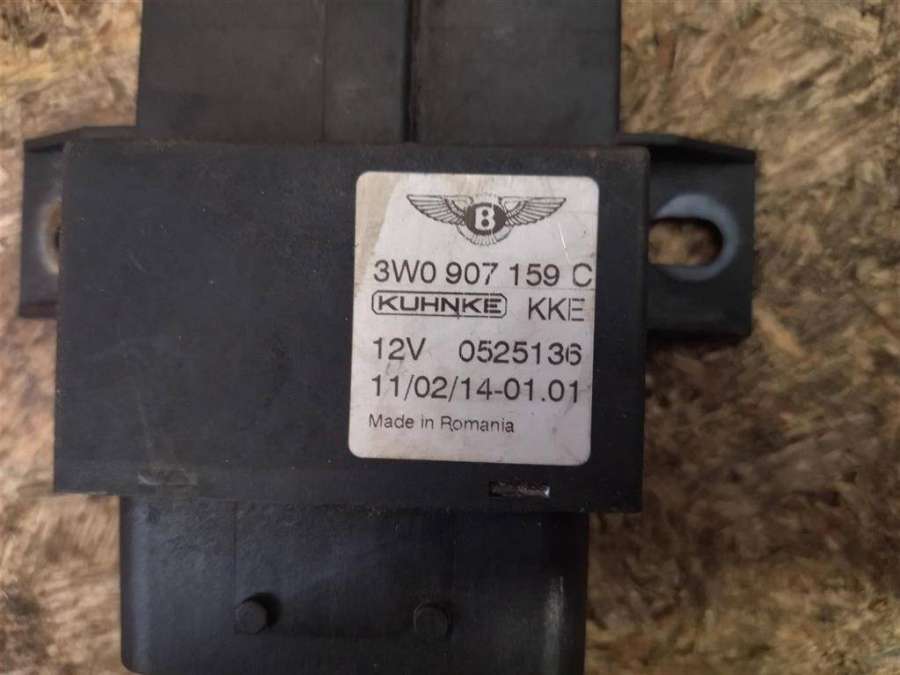 B
3W0 907 159 C
KUHNKE KKE
12V 0525136
11/02/14-01.01
Made in Romania